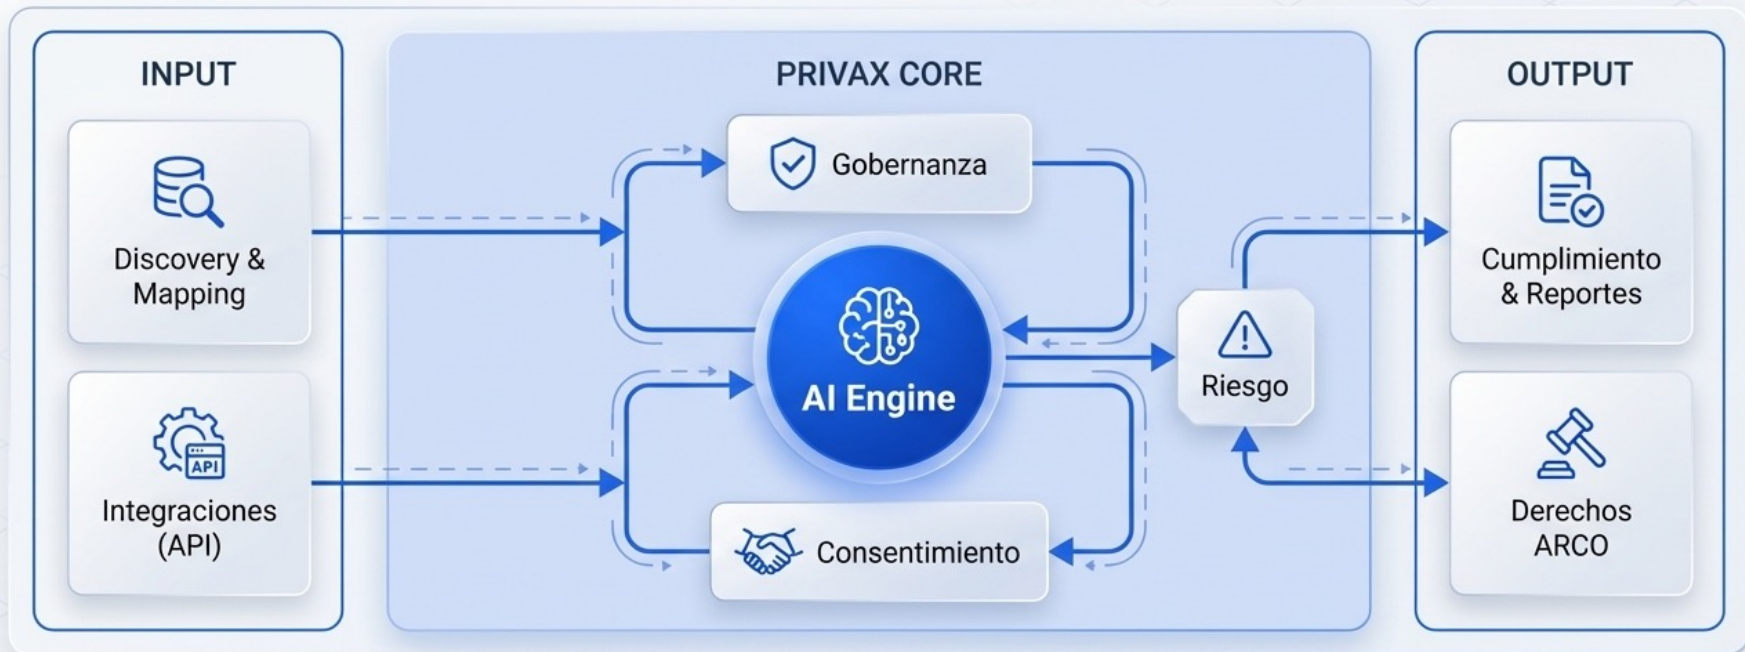 INPUT
Discovery &
Mapping
Integraciones
(API)
API
PRIVAX CORE
Gobernanza
AI Engine
Consentimiento
Riesgo
OUTPUT
Cumplimiento
& Reportes
Derechos
ARCO